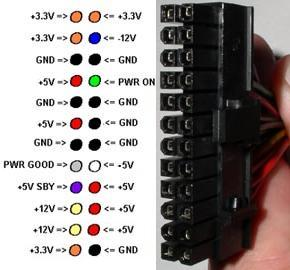 +3.3V => <= +3.3V
+3.3V => <= -12V
GND => <= GND
+5V => <= PWR ON
GND => <= GND
+5V => <= GND
GND => <= GND
PWR GOOD => <= -5V
+5V SBY => <= +5V
+12V => <= +5V
+12V => <= +5V
+3.3V => <= GND